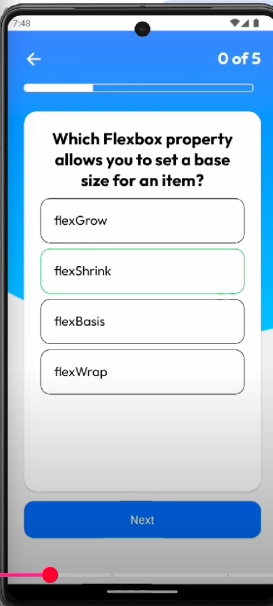 7:48
0 of 5
Which Flexbox property
allows you to set a base
size for an item?
flexGrow
flexShrink
flexBasis
flexWrap
Next